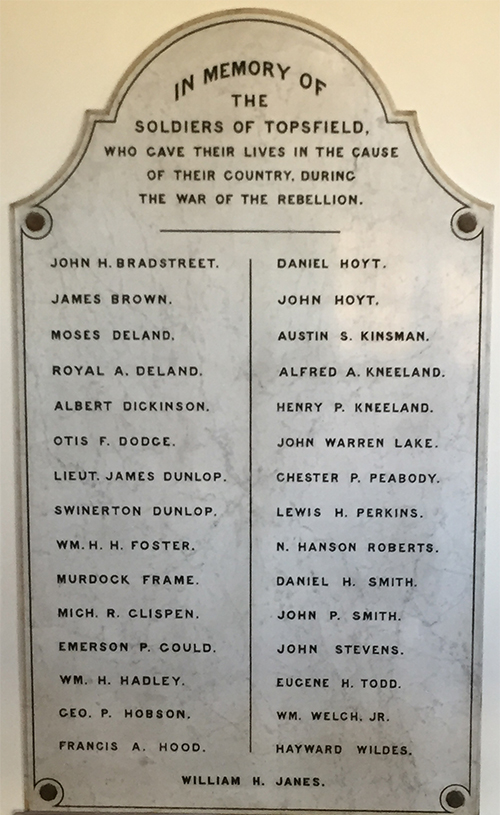 IN MEMORY OF
THE
SOLDIERS OF TOPSFIELD,
WHO GAVE THEIR LIVES IN THE CAUSE
OF THEIR COUNTRY, DURING
THE WAR OF THE REBELLION.
JOHN H. BRADSTREET.
JAMES BROWN.
MOSES DELAND.
ROYAL A. DELAND.
ALBERT DICKINSON.
OTIS F. DODGE.
LIEUT. JAMES DUNLOP.
SWINERTON DUNLOP.
WM. H. H. FOSTER.
MURDOCK FRAME.
MICH. R. GLISPEN.
EMERSON P. GOULD.
WM. H. HADLEY.
GEO. P. HOBSON.
FRANCIS A. HOOD.
DANIEL HOYT.
JOHN HOYT.
AUSTIN S. KINSMAN.
ALFRED A. KNEELAND.
HENRY P. KNEELAND.
JOHN WARREN LAKE.
CHESTER P. PEABODY.
LEWIS H. PERKINS.
N. HANSON ROBERTS.
DANIEL H. SMITH.
JOHN P. SMITH.
JOHN STEVENS.
EUGENE H. TODD.
WM. WELCH, JR.
HAYWARD WILDES.
WILLIAM H. JANES.